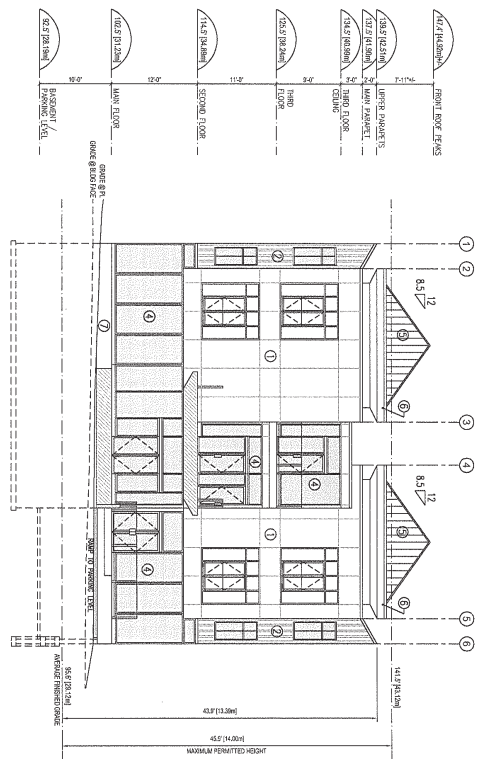 147.4' [44.92m]+/-
FRONT ROOF PEAKS
7'-11"+/-
139.5' [42.51m]
UPPER PARAPETS
2'-0"
137.5' [41.90m]
MAIN PARAPET
3'-0"
134.5' [40.99m]
THIRD FLOOR
CEILING
9'-0"
125.5' [38.24m]
THIRD
FLOOR
11'-0"
114.5' [34.89m]
SECOND FLOOR
12'-0"
102.5' [31.23m]
MAIN FLOOR
10'-0"
92.5' [28.19m]
BASEMENT /
PARKING LEVEL
GRADE @ PL
GRADE @ BLDG FACE
1
2
3
4
5
6
12
8.5
5
6
12
8.5
5
6
2
1
4
4
1
2
4
4
7
RAMP TO PARKING LEVEL
141.5' [43.12m]
43.9' [13.39m]
45.9' [14.00m]
MAXIMUM PERMITTED HEIGHT
95.6' [29.12m]
AVERAGE FINISHED GRADE